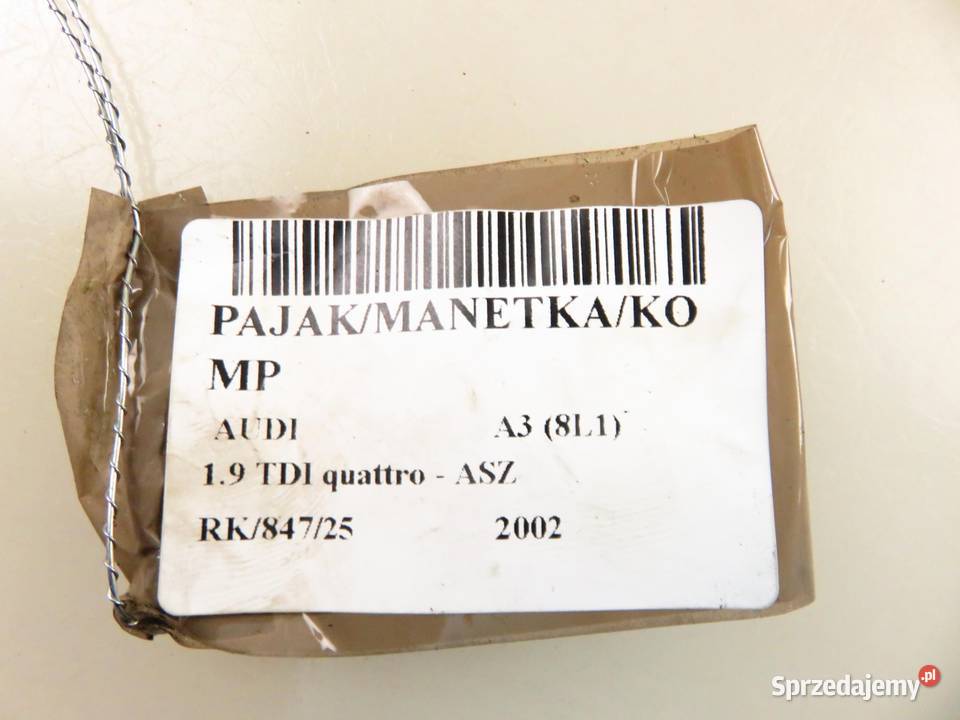 PAJAK/MANETKA/KO
MP
AUDI A3 (8L1)
1.9 TDI quattro - ASZ
RK/847/25 2002
Sprzedajemy.pl